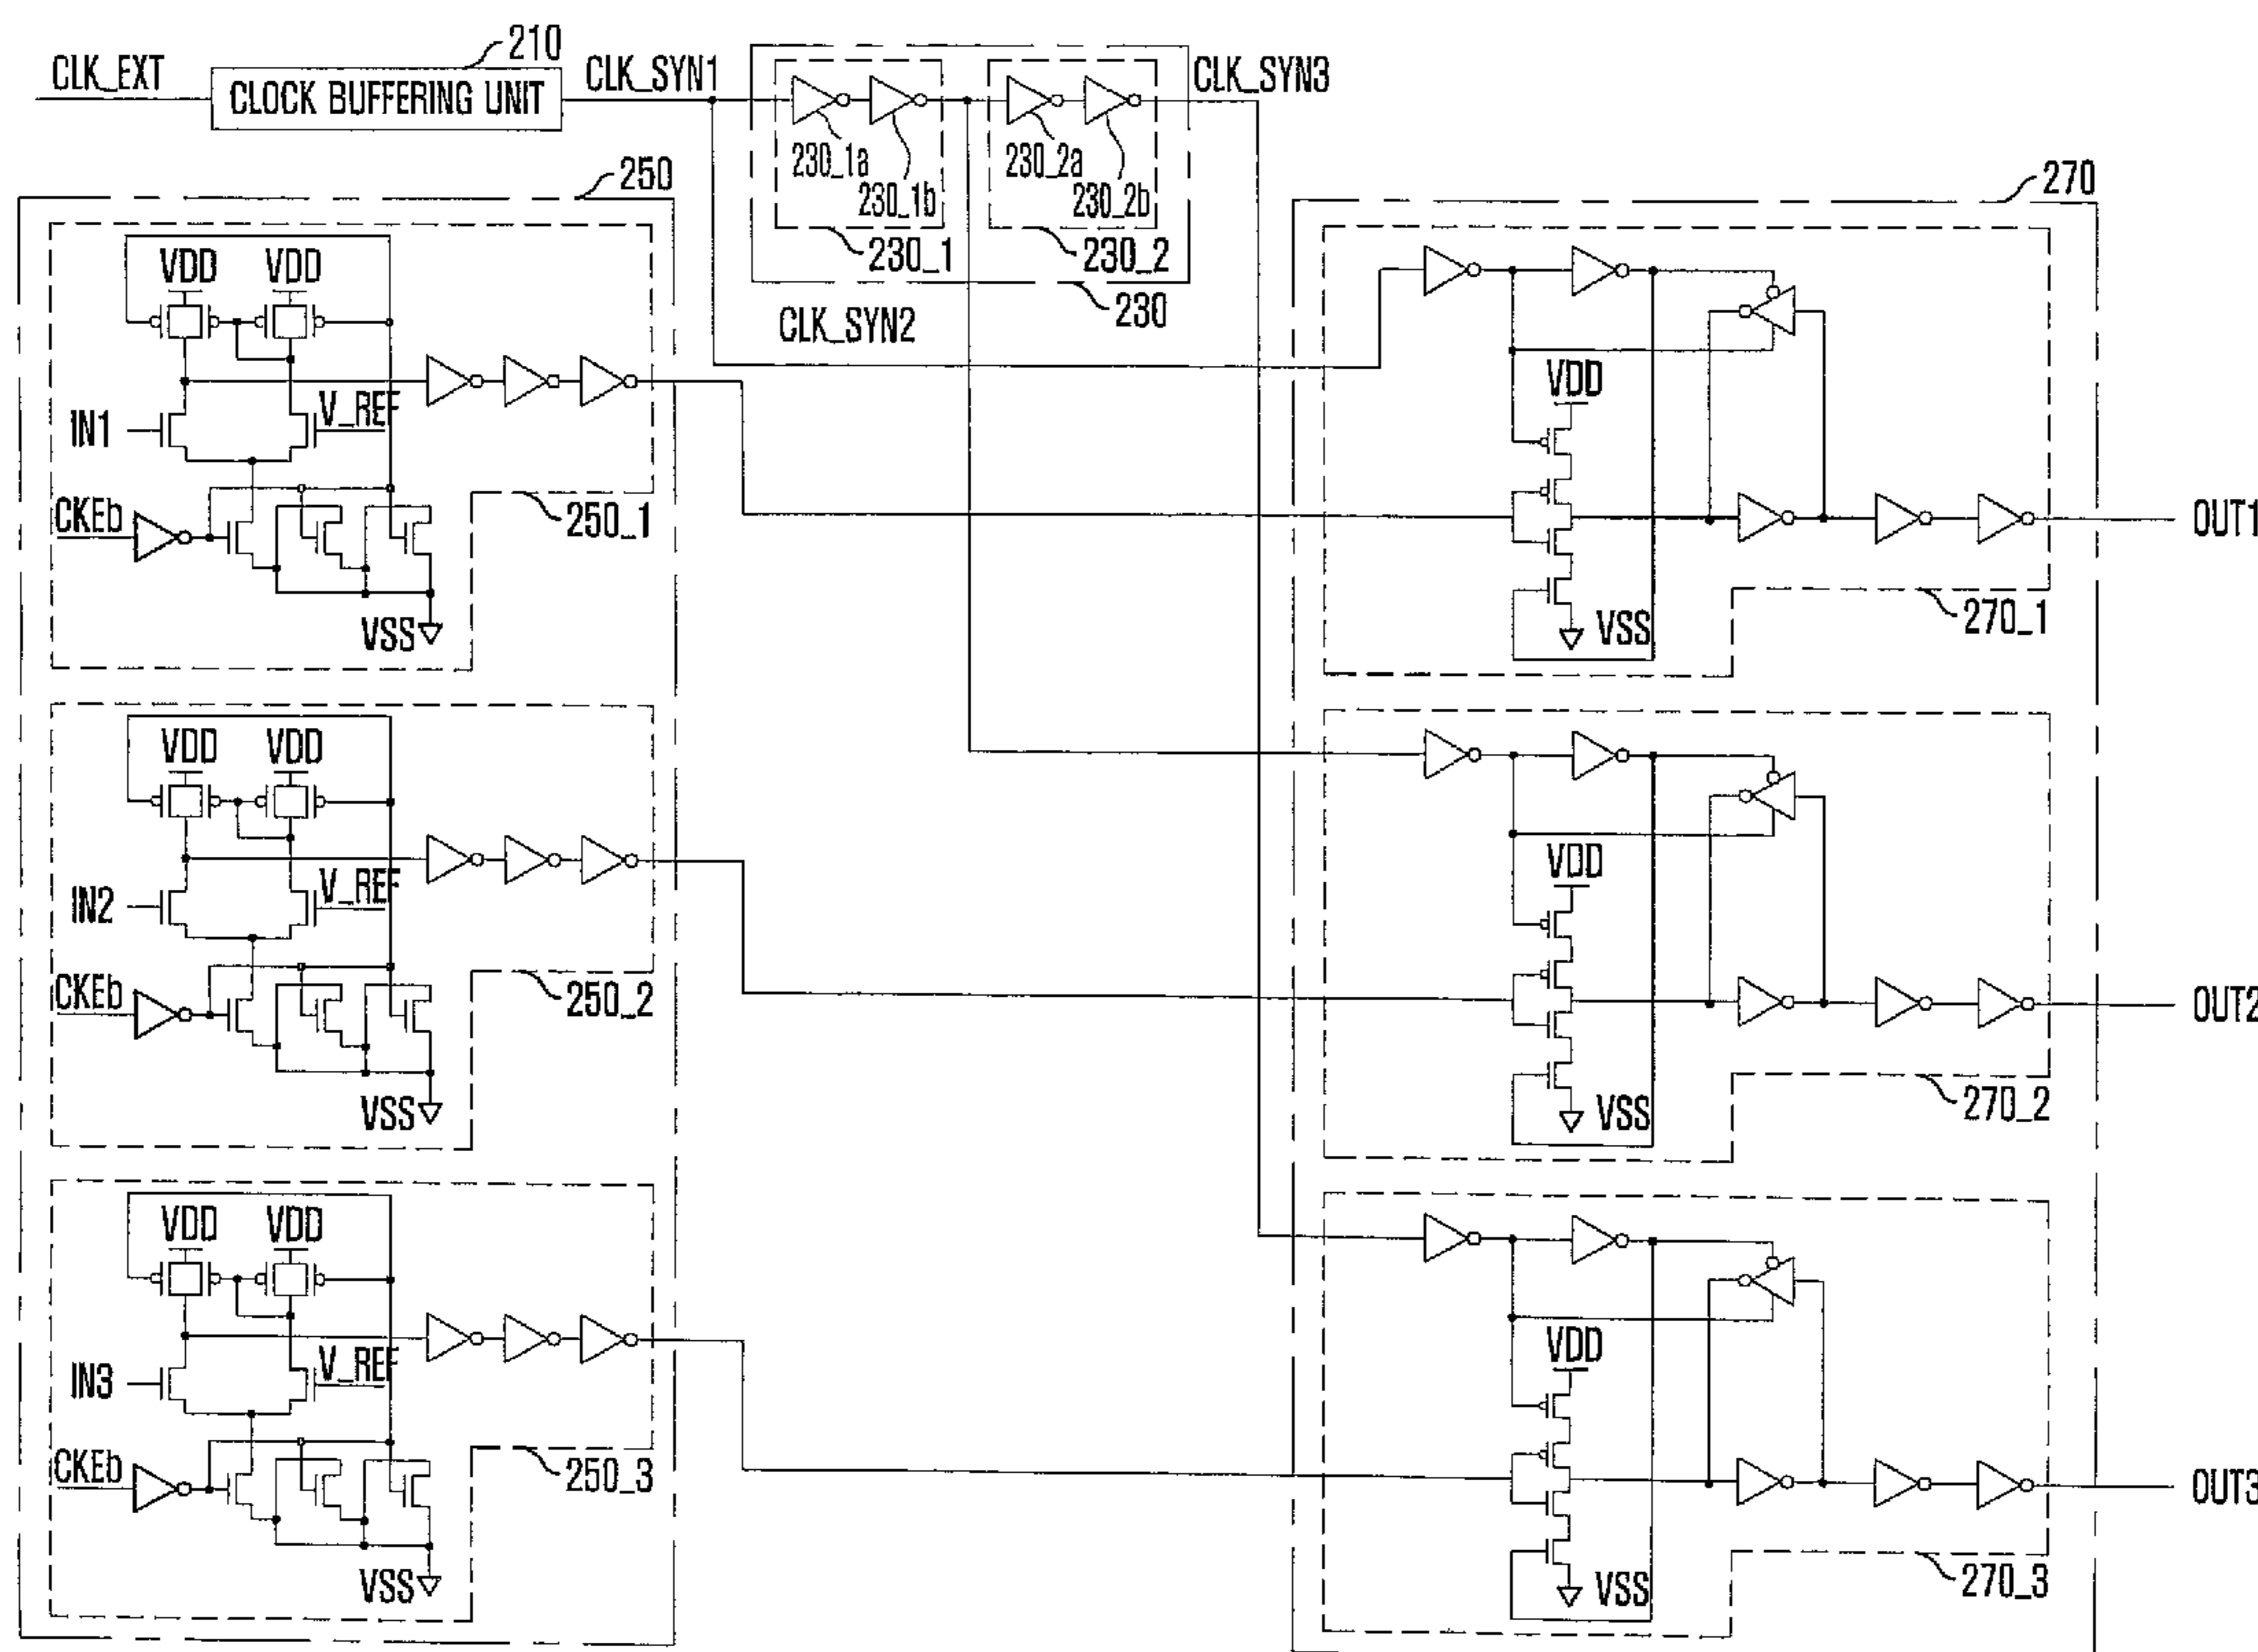 210
CLK_EXT
CLOCK BUFFERING UNIT
CLK_SYN1
CLK_SYN3
230_1a
230_1b
230_2a
230_2b
230_1
230_2
230
CLK_SYN2
250
270
VDD VDD
IN1
V_REF
CKEb
VSS
250_1
VDD
VSS
270_1
OUT1
VDD VDD
IN2
V_REF
CKEb
VSS
250_2
VDD
VSS
270_2
OUT2
VDD VDD
IN3
V_REF
CKEb
VSS
250_3
VDD
VSS
270_3
OUT3